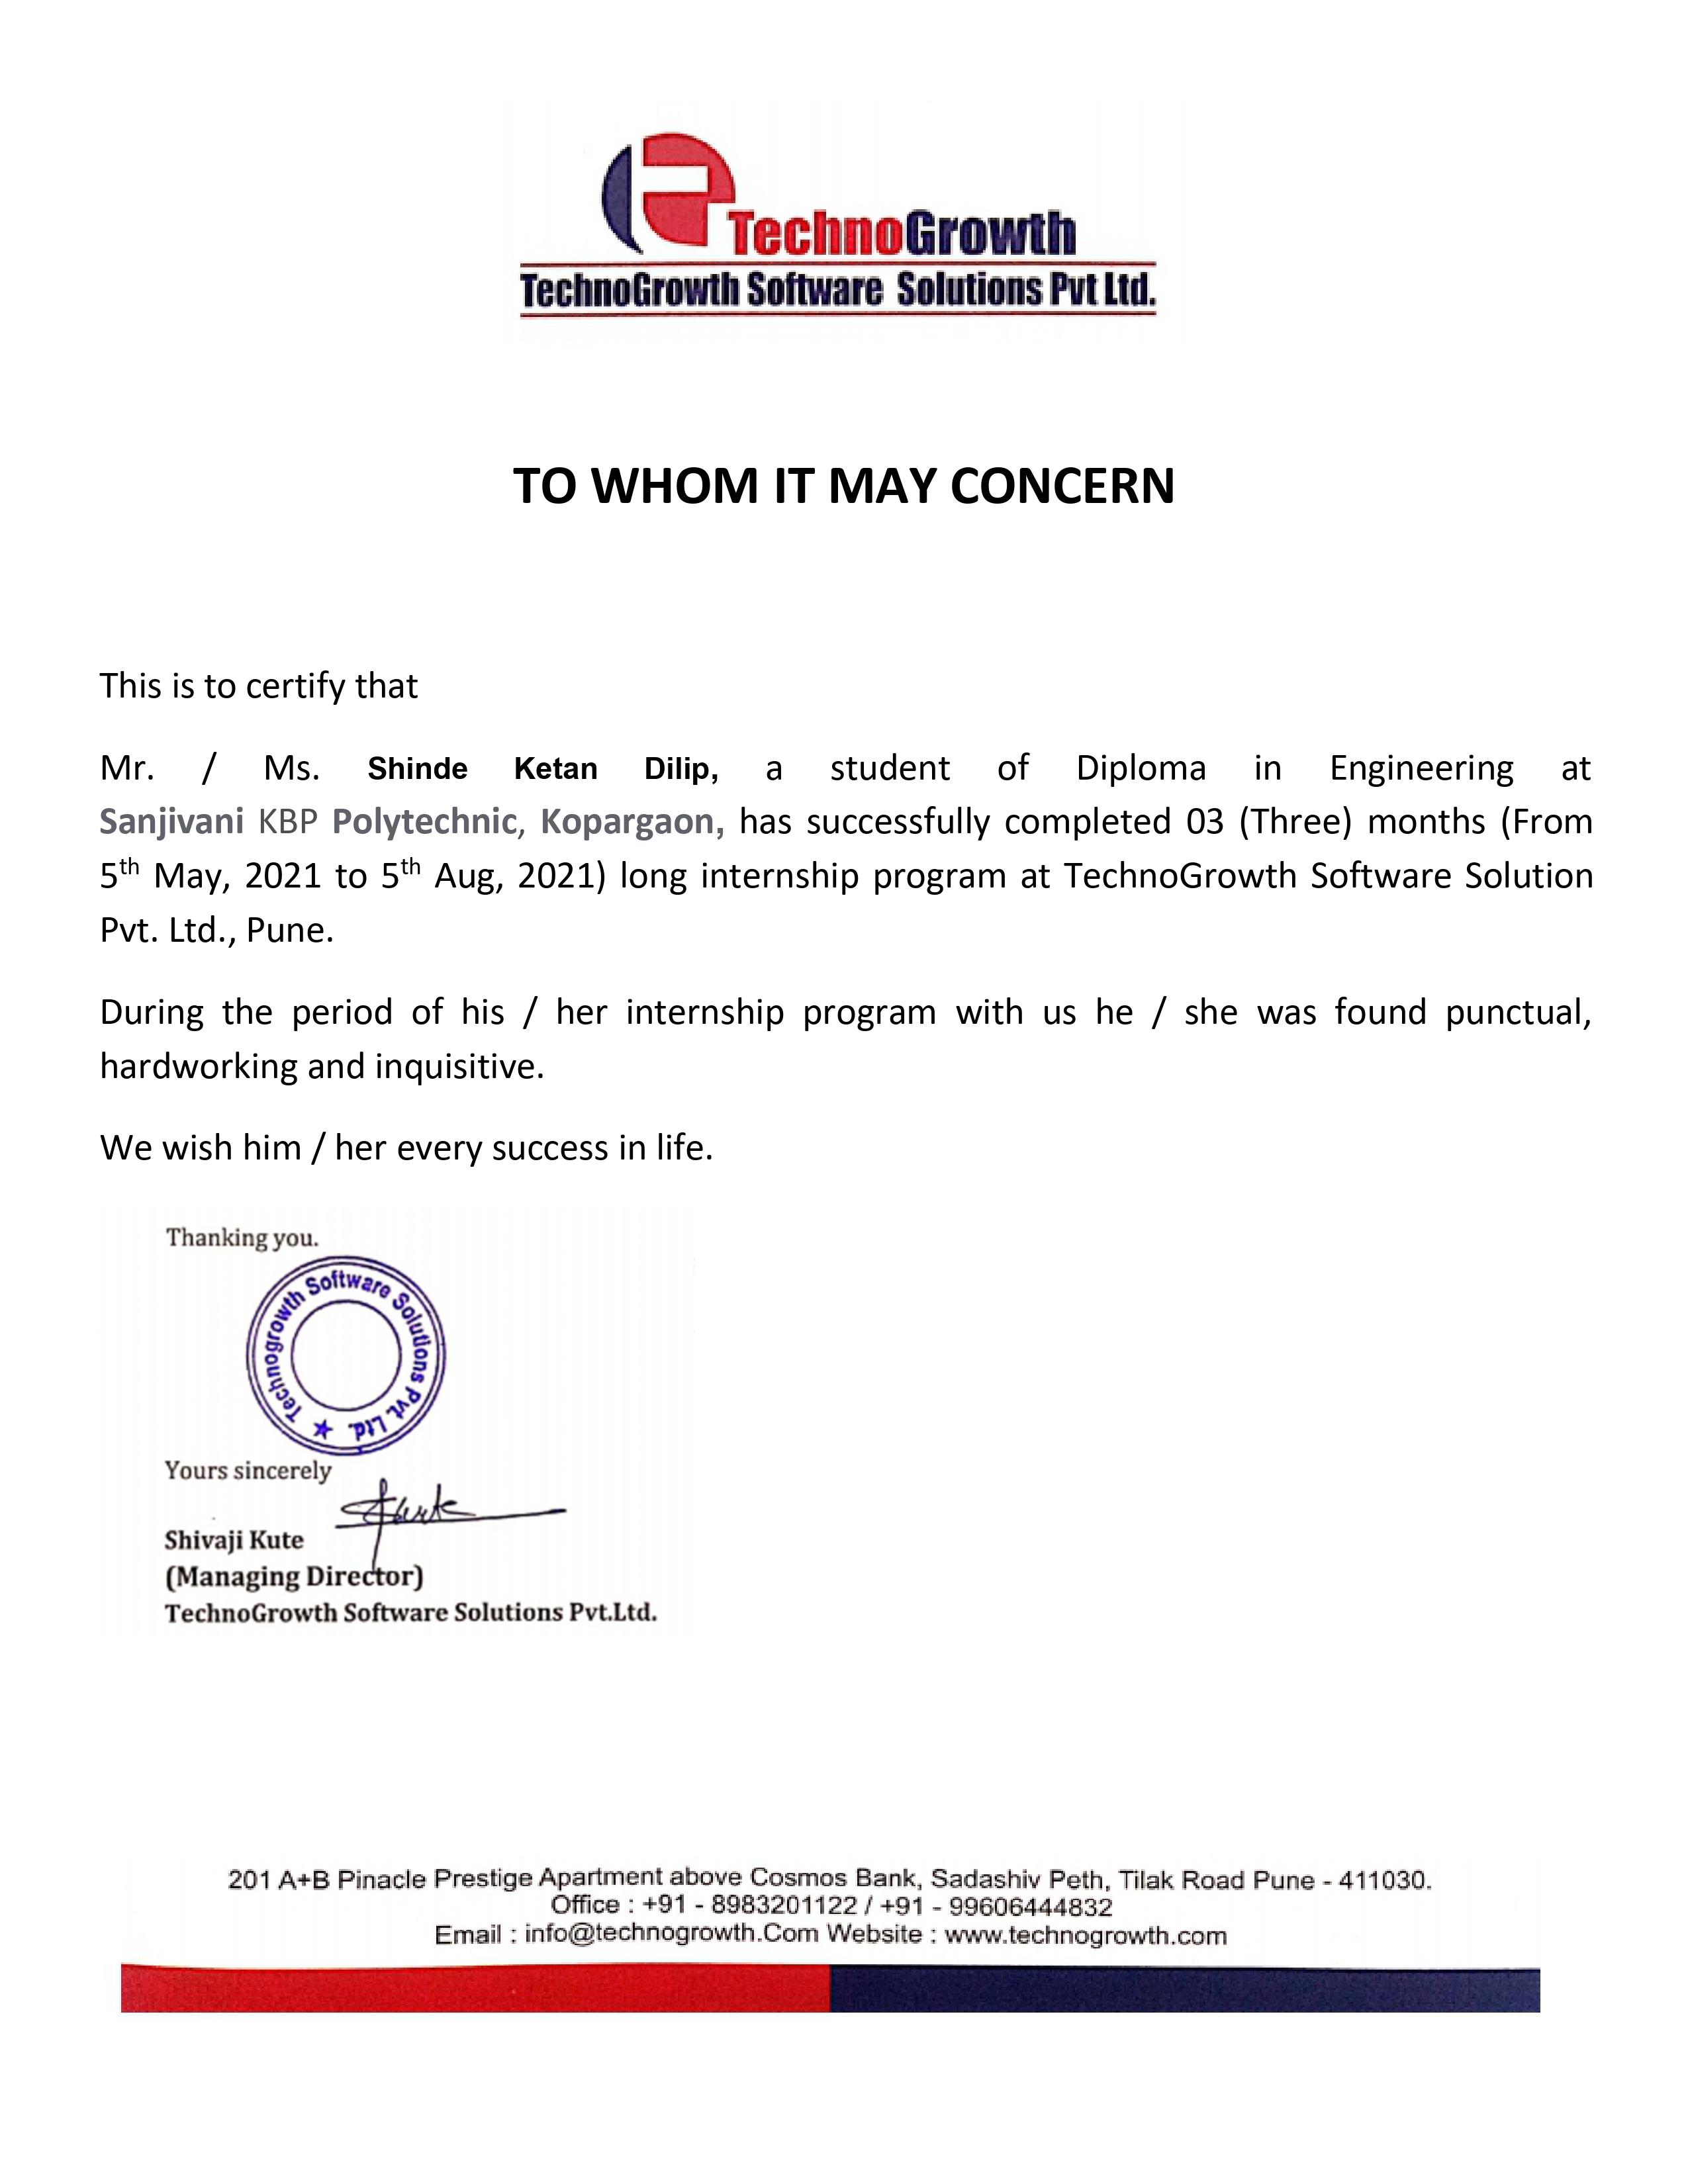 TechnoGrowth
TechnoGrowth Software Solutions Pvt Ltd.
TO WHOM IT MAY CONCERN
This is to certify that
Mr. / Ms. Shinde Ketan Dilip, a student of Diploma in Engineering at
Sanjivani KBP Polytechnic, Kopargaon, has successfully completed 03 (Three) months (From
5th May, 2021 to 5th Aug, 2021) long internship program at TechnoGrowth Software Solution
Pvt. Ltd., Pune.
During the period of his / her internship program with us he / she was found punctual,
hardworking and inquisitive.
We wish him / her every success in life.
Thanking you.
Technogrowth Software Solutions Pvt. Ltd.
Yours sincerely
Shivaji Kute
(Managing Director)
TechnoGrowth Software Solutions Pvt.Ltd.
201 A+B Pinacle Prestige Apartment above Cosmos Bank, Sadashiv Peth, Tilak Road Pune - 411030.
Office : +91 - 8983201122 / +91 - 99606444832
Email : info@technogrowth.Com Website : www.technogrowth.com